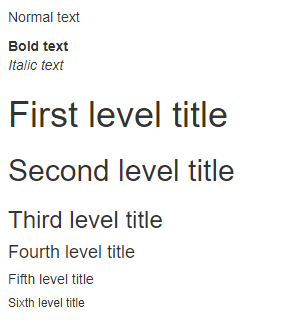 Normal text
Bold text
Italic text
First level title
Second level title
Third level title
Fourth level title
Fifth level title
Sixth level title